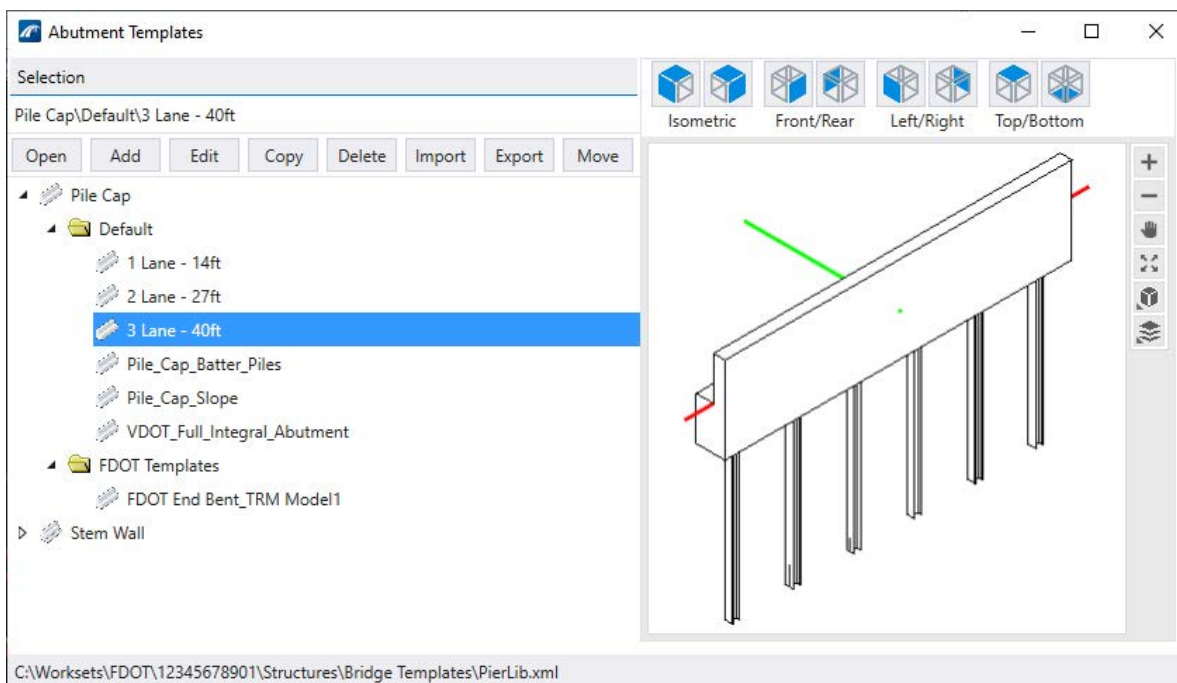 Abutment Templates
Selection
Pile Cap\Default\3 Lane - 40ft
Open Add Edit Copy Delete Import Export Move
Pile Cap
Default
1 Lane - 14ft
2 Lane - 27ft
3 Lane - 40ft
Pile_Cap_Batter_Piles
Pile_Cap_Slope
VDOT_Full_Integral_Abutment
FDOT Templates
FDOT End Bent_TRM Model1
Stem Wall
Isometric Front/Rear Left/Right Top/Bottom
C:\Worksets\FDOT\12345678901\Structures\Bridge Templates\PierLib.xml